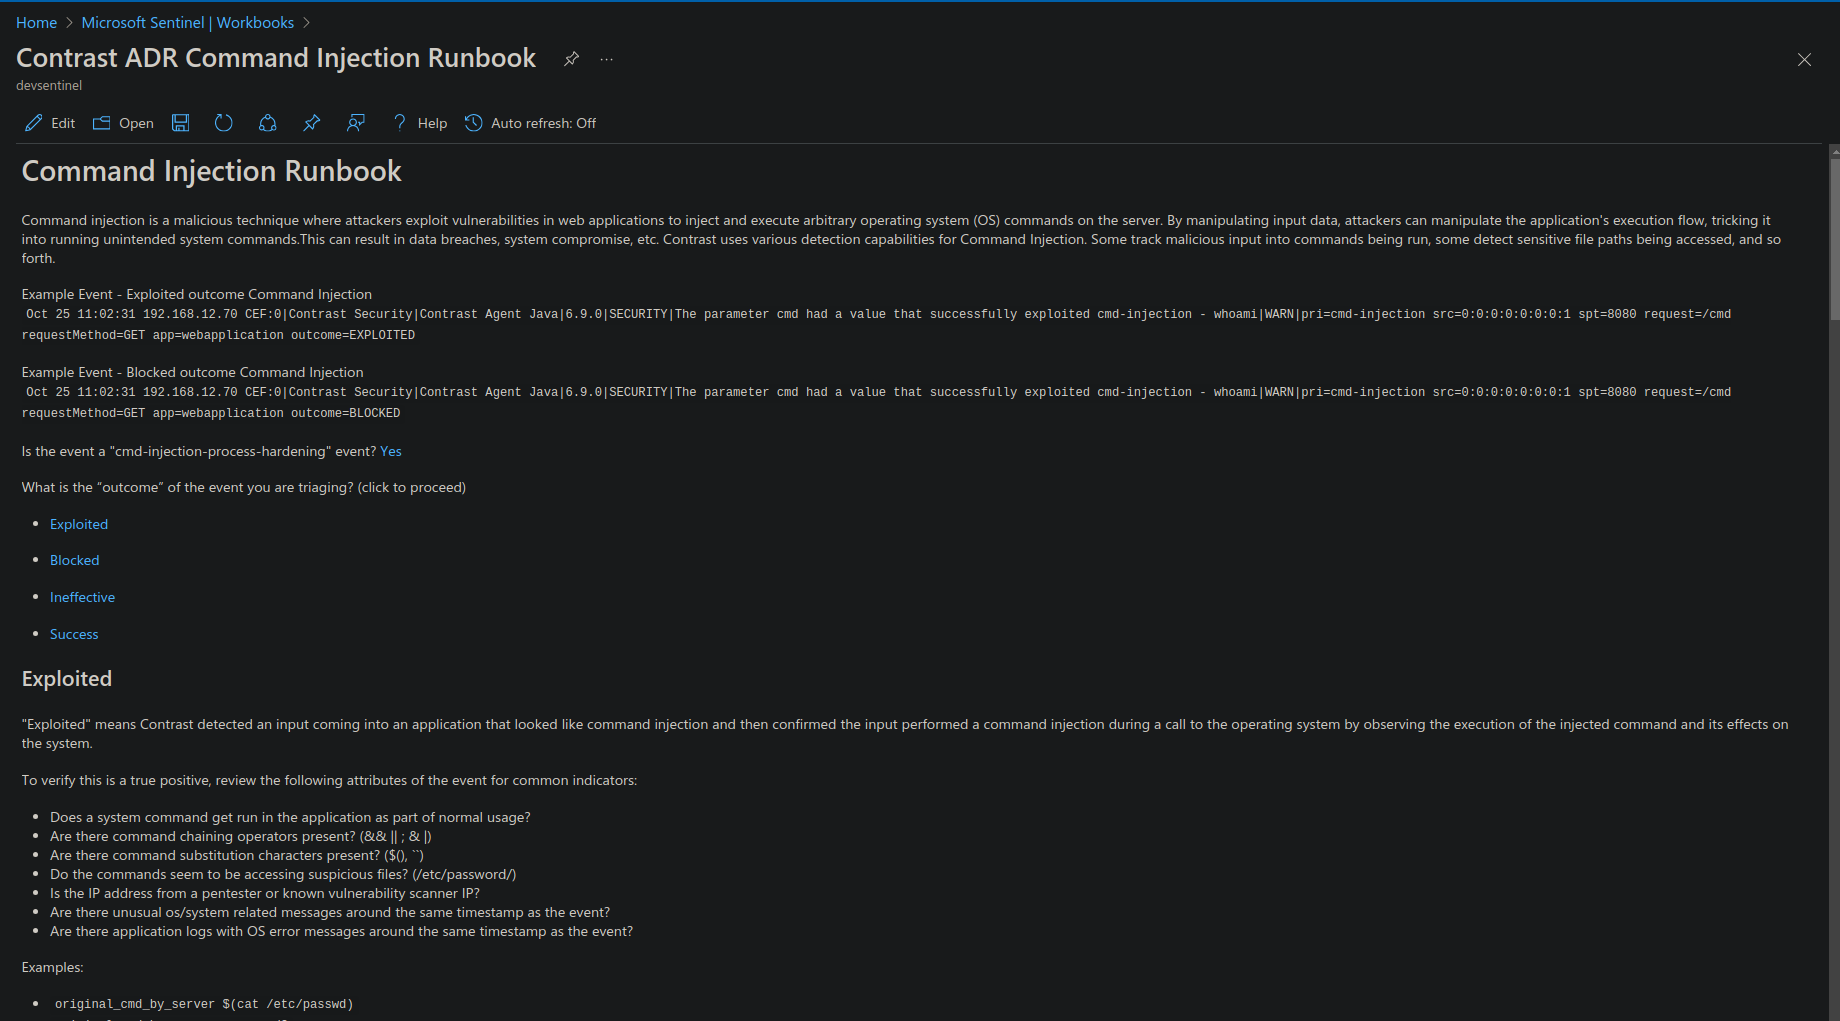 Home > Microsoft Sentinel | Workbooks >
Contrast ADR Command Injection Runbook ...
devsentinel
Edit Open Help Auto refresh: Off
Command Injection Runbook
Command injection is a malicious technique where attackers exploit vulnerabilities in web applications to inject and execute arbitrary operating system (OS) commands on the server. By manipulating input data, attackers can manipulate the application's execution flow, tricking it
into running unintended system commands.This can result in data breaches, system compromise, etc. Contrast uses various detection capabilities for Command Injection. Some track malicious input into commands being run, some detect sensitive file paths being accessed, and so
forth.
Example Event - Exploited outcome Command Injection
Oct 25 11:02:31 192.168.12.70 CEF:0|Contrast Security|Contrast Agent Java|6.9.0|SECURITY|The parameter cmd had a value that successfully exploited cmd-injection - whoami|WARN|pri=cmd-injection src=0:0:0:0:0:0:0:1 spt=8080 request=/cmd
requestMethod=GET app=webapplication outcome=EXPLOITED
Example Event - Blocked outcome Command Injection
Oct 25 11:02:31 192.168.12.70 CEF:0|Contrast Security|Contrast Agent Java|6.9.0|SECURITY|The parameter cmd had a value that successfully exploited cmd-injection - whoami|WARN|pri=cmd-injection src=0:0:0:0:0:0:0:1 spt=8080 request=/cmd
requestMethod=GET app=webapplication outcome=BLOCKED
Is the event a "cmd-injection-process-hardening" event? Yes
What is the “outcome” of the event you are triaging? (click to proceed)
• Exploited
• Blocked
• Ineffective
• Success
Exploited
"Exploited" means Contrast detected an input coming into an application that looked like command injection and then confirmed the input performed a command injection during a call to the operating system by observing the execution of the injected command and its effects on
the system.
To verify this is a true positive, review the following attributes of the event for common indicators:
• Does a system command get run in the application as part of normal usage?
• Are there command chaining operators present? (&& || ; & |)
• Are there command substitution characters present? ($(), ``)
• Do the commands seem to be accessing suspicious files? (/etc/password/)
• Is the IP address from a pentester or known vulnerability scanner IP?
• Are there unusual os/system related messages around the same timestamp as the event?
• Are there application logs with OS error messages around the same timestamp as the event?
Examples:
• original_cmd_by_server $(cat /etc/passwd)